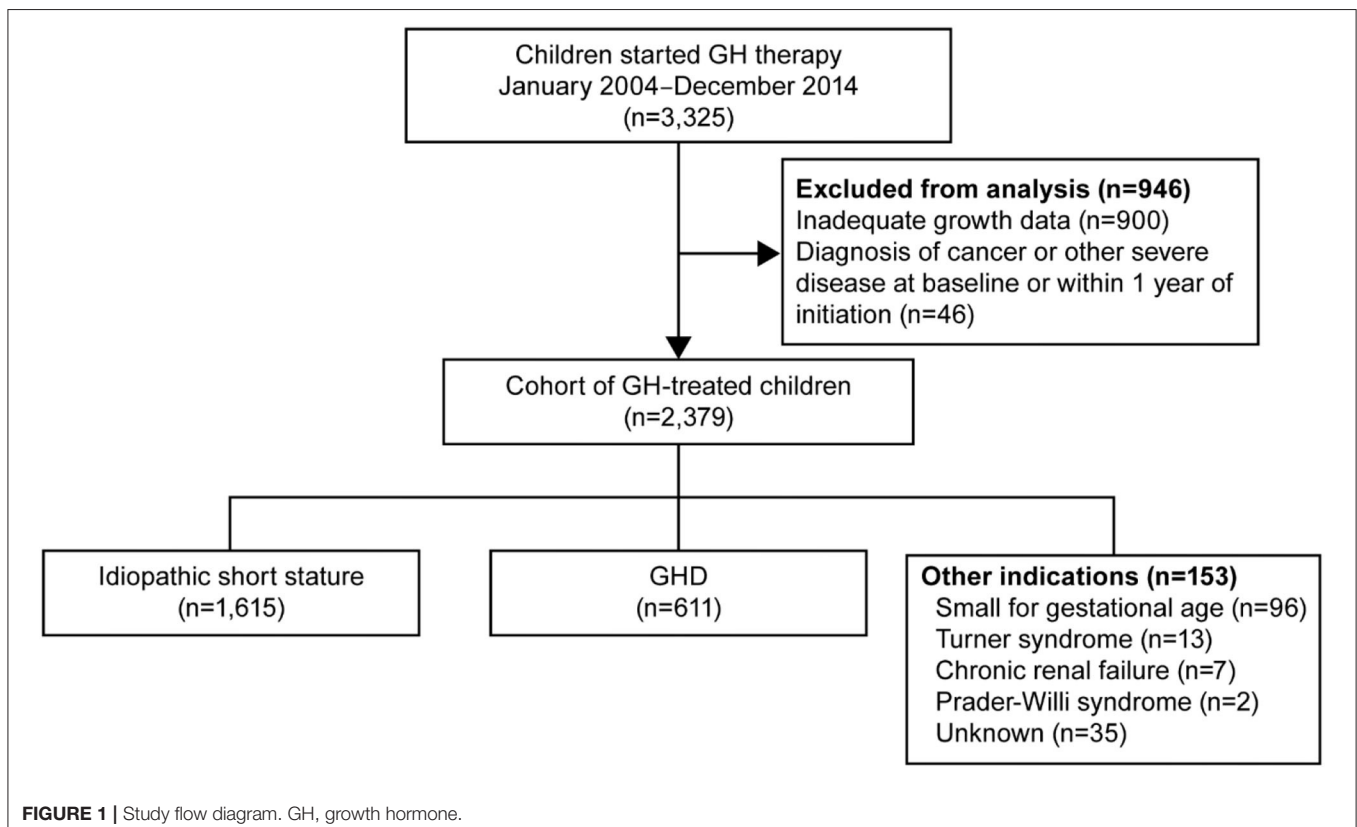 Children started GH therapy
January 2004–December 2014
(n=3,325)
Excluded from analysis (n=946)
Inadequate growth data (n=900)
Diagnosis of cancer or other severe
disease at baseline or within 1 year of
initiation (n=46)
Cohort of GH-treated children
(n=2,379)
Idiopathic short stature
(n=1,615)
GHD
(n=611)
Other indications (n=153)
Small for gestational age (n=96)
Turner syndrome (n=13)
Chronic renal failure (n=7)
Prader-Willi syndrome (n=2)
Unknown (n=35)
FIGURE 1 | Study flow diagram. GH, growth hormone.